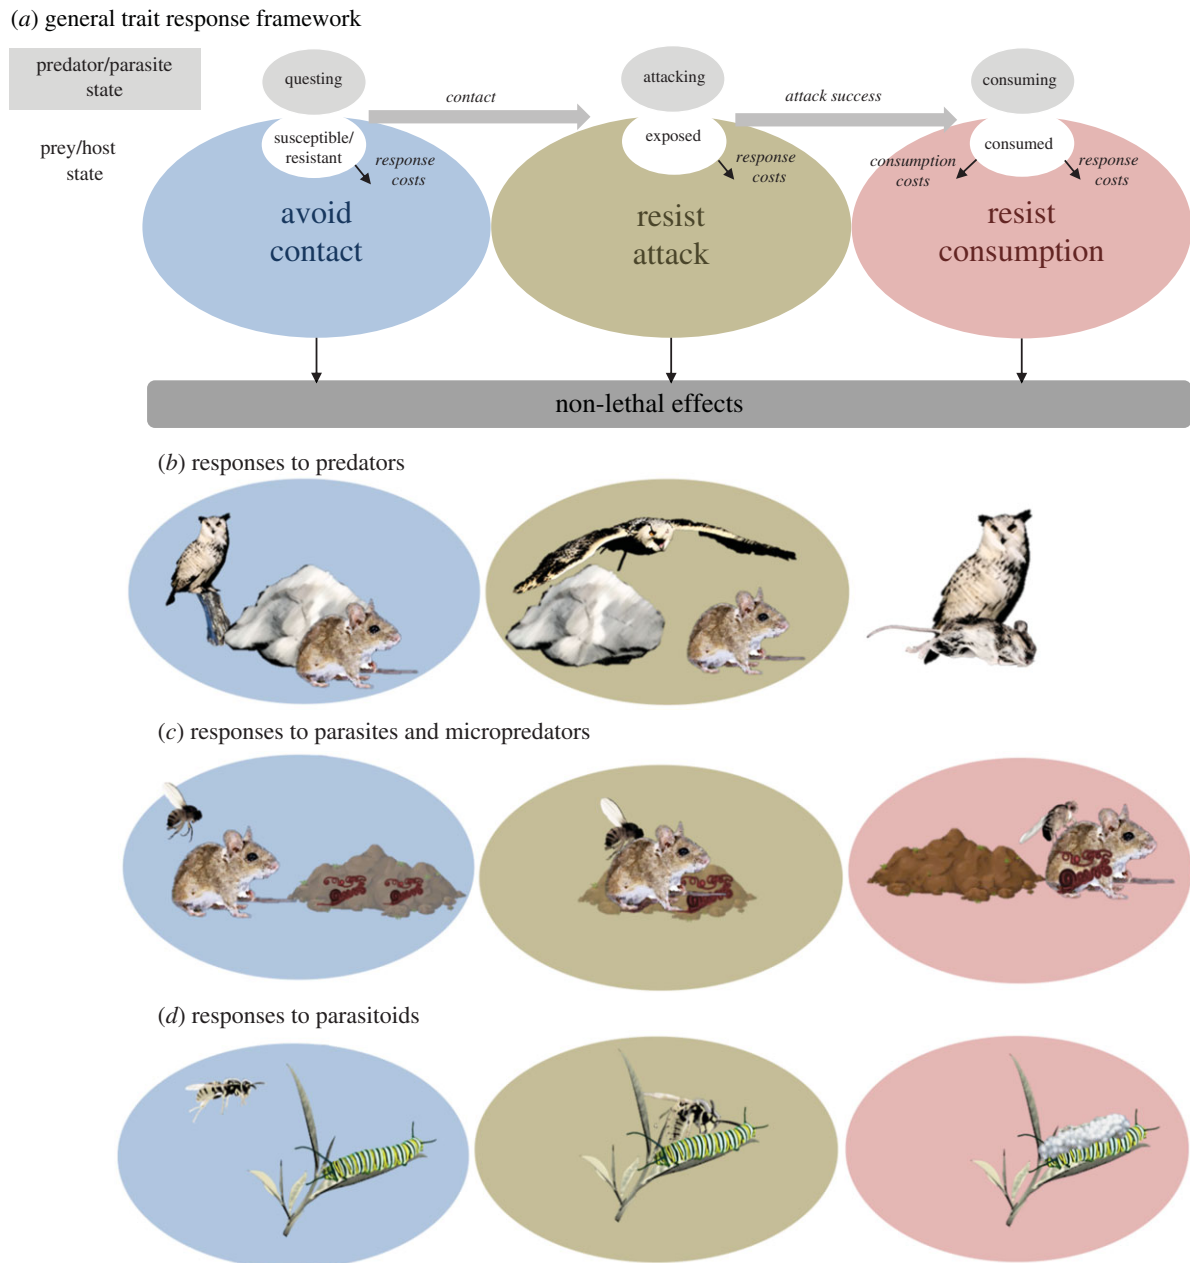 (a) general trait response framework
predator/parasite
state
questing
contact
attacking
attack success
consuming
prey/host
state
susceptible/
resistant
response
costs
exposed
response
costs
consumption
costs
consumed
response
costs
avoid
contact
resist
attack
resist
consumption
non-lethal effects
(b) responses to predators
(c) responses to parasites and micropredators
(d) responses to parasitoids